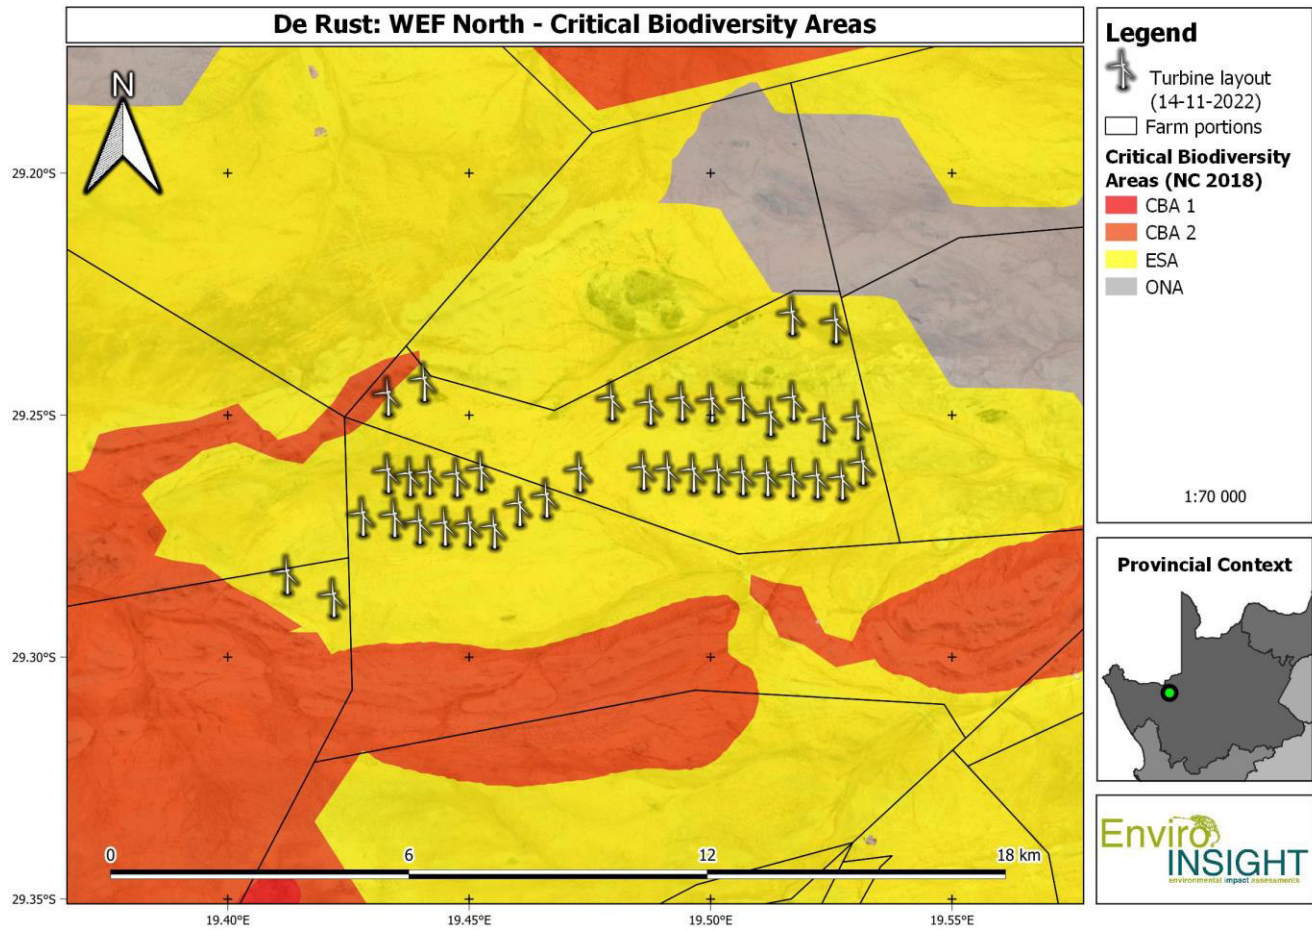 De Rust: WEF North - Critical Biodiversity Areas
N
29.20°S
29.25°S
29.30°S
29.35°S
0 6 12 18 km
19.40°E 19.45°E 19.50°E 19.55°E
Legend
Turbine layout
(14-11-2022)
Farm portions
Critical Biodiversity
Areas (NC 2018)
CBA 1
CBA 2
ESA
ONA
1:70 000
Provincial Context
Enviro
INSIGHT
environmental impact assessments